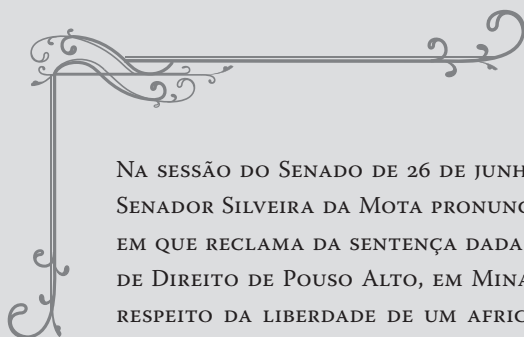 Na sessão do Senado de 26 de
Senador Silveira da Mota
em que reclama da sentença dada
de Direito de Pouso Alto, em
respeito da liberdade de um